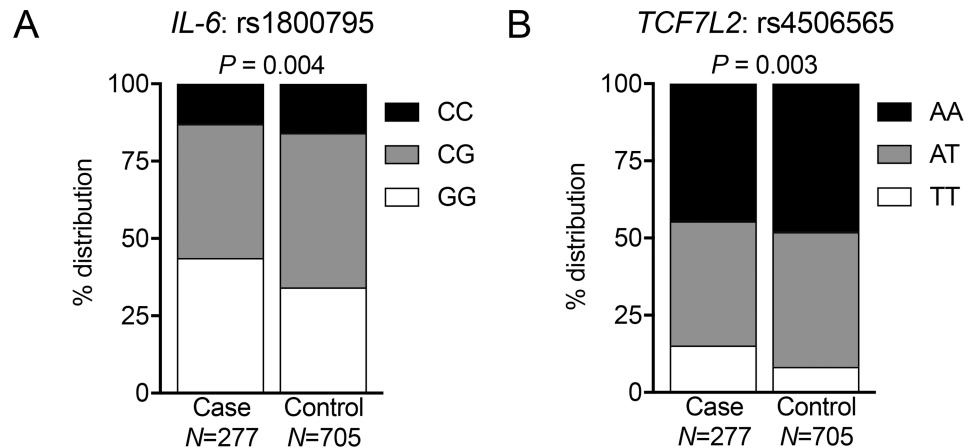 A
IL-6: rs1800795
P = 0.004
% distribution
100
75
50
25
0
CC
CG
GG
Case
N=277
Control
N=705
B
TCF7L2: rs4506565
P = 0.003
% distribution
100
75
50
25
0
AA
AT
TT
Case
N=277
Control
N=705